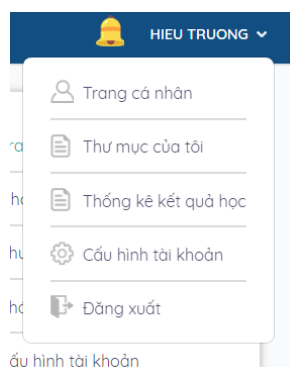 HIEU TRUONG
Trang cá nhân
Thư mục của tôi
Thống kê kết quả học
Cấu hình tài khoản
Đăng xuất
ấu hình tài khoản